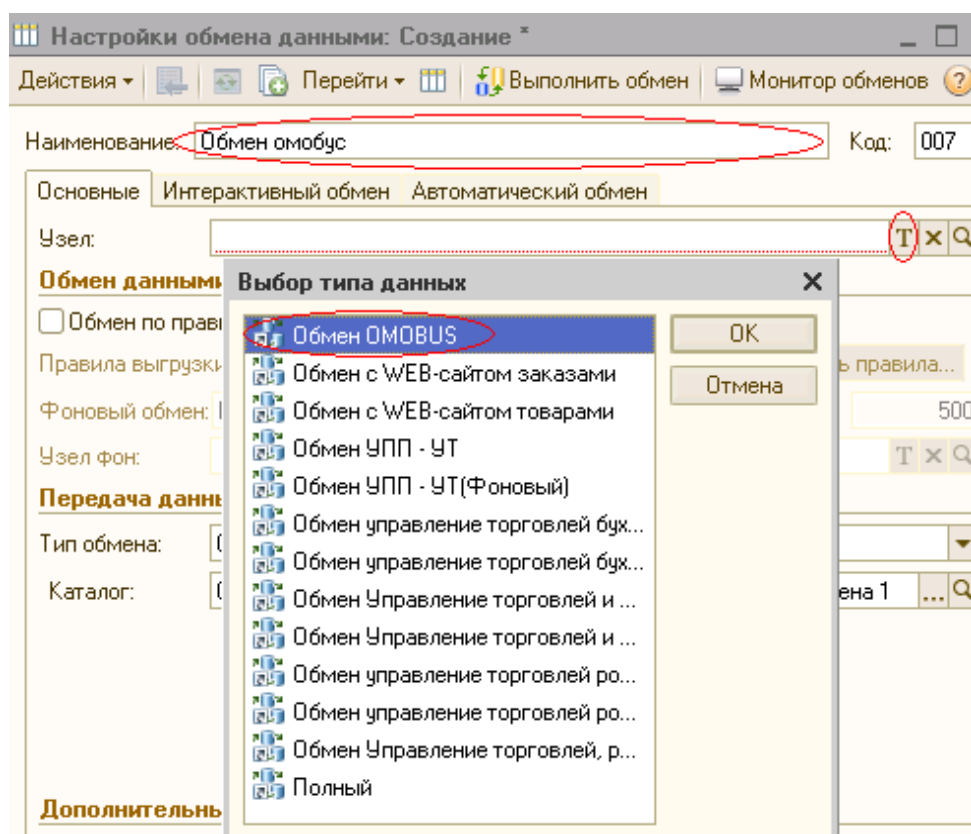 Настройки обмена данными: Создание *
Действия Перейти Выполнить обмен Монитор обменов ?
Наименование: Обмен омобус Код: 007
Основные Интерактивный обмен Автоматический обмен
Узел: T
Обмен данными
Выбор типа данных
Обмен по прави
Обмен OMOBUS
OK
Правила выгрузки
Обмен с WEB-сайтом заказами
ь правила...
Отмена
Фоновый обмен:
Обмен с WEB-сайтом товарами
500
Узел фон:
Обмен УПП - УТ
T
Обмен УПП - УТ(Фоновый)
Передача данны
Обмен управление торговлей бух...
Тип обмена:
Обмен управление торговлей бух...
Каталог:
Обмен Управление торговлей и ...
ена 1 ...
Обмен Управление торговлей и ...
Обмен управление торговлей ро...
Обмен управление торговлей ро...
Обмен Управление торговлей, р...
Полный
Дополнительнь